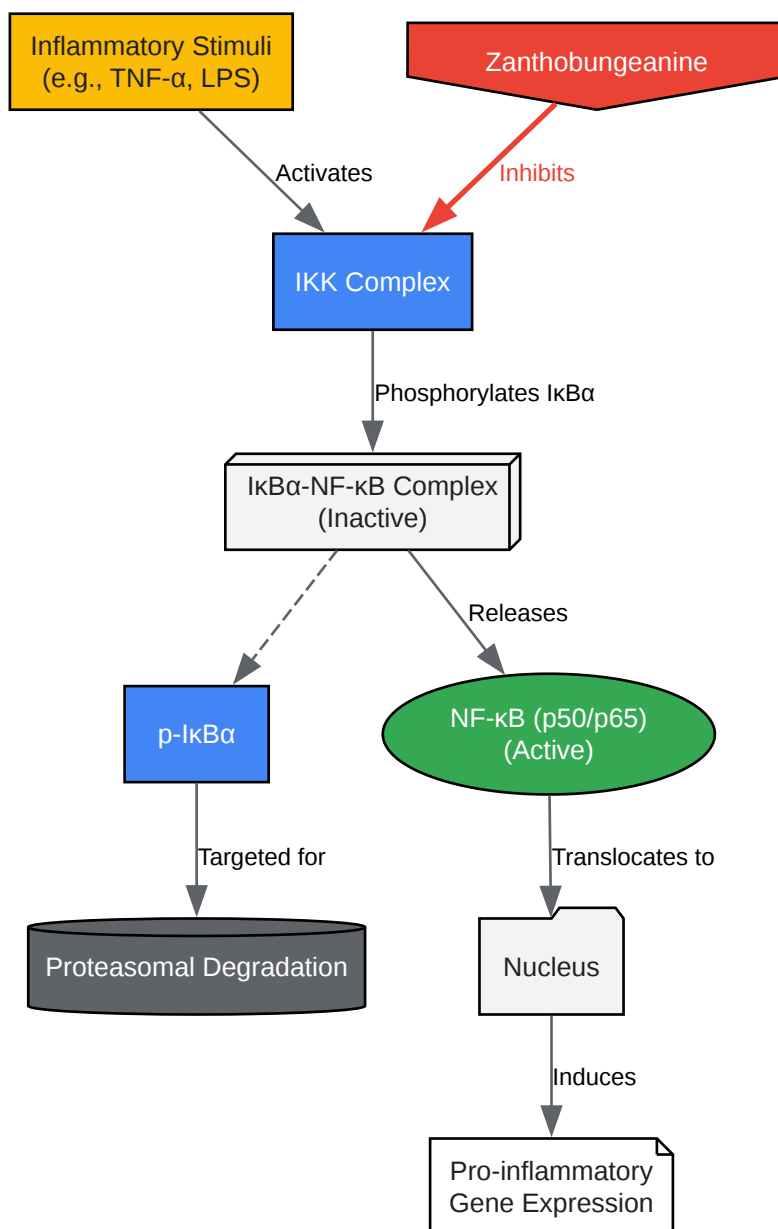 Inflammatory Stimuli
(e.g., TNF-α, LPS)
Zanthobungeanine
Activates
Inhibits
IKK Complex
Phosphorylates IκBα
IκBα-NF-κB Complex
(Inactive)
Releases
p-IκBα
NF-κB (p50/p65)
(Active)
Targeted for
Translocates to
Proteasomal Degradation
Nucleus
Induces
Pro-inflammatory
Gene Expression